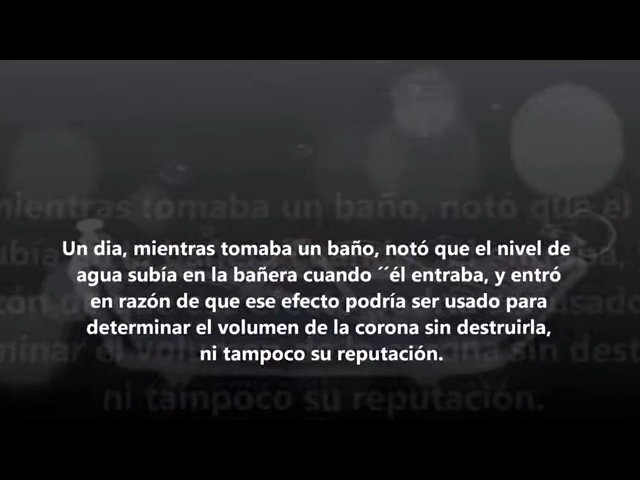 Un dia, mientras tomaba un baño, notó que el nivel de
agua subía en la bañera cuando ´´él entraba, y entró
en razón de que ese efecto podría ser usado para
determinar el volumen de la corona sin destruirla,
ni tampoco su reputación.